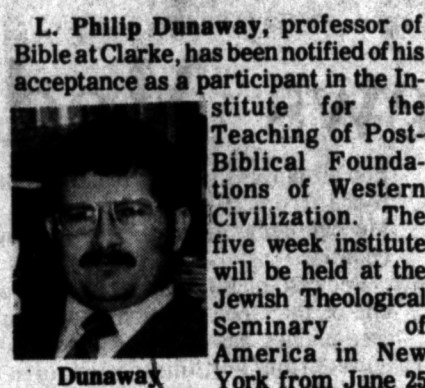 L. Philip Dunaway, professor of
Bible at Clarke, has been notified of his
acceptance as a participant in the In-
stitute for the
Teaching of Post-
Biblical Founda-
tions of Western
Civilization. The
five week institute
will be held at the
Jewish Theological
Seminary of
America in New
York from June 25
Dunaway